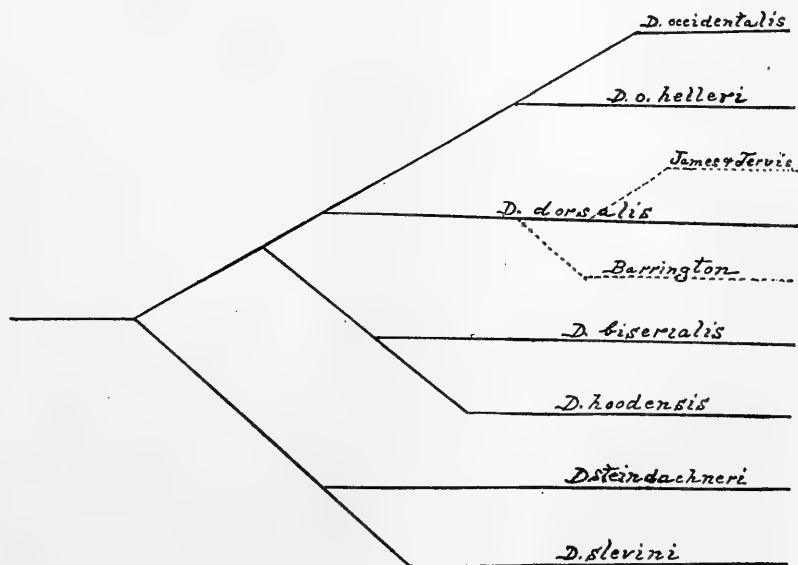 D. occidentalis
D. o. helleri
James & Jervis
D. dorsalis
Barrington
D. biserialis
D. hoodensis
D steindachneri
D. slevini